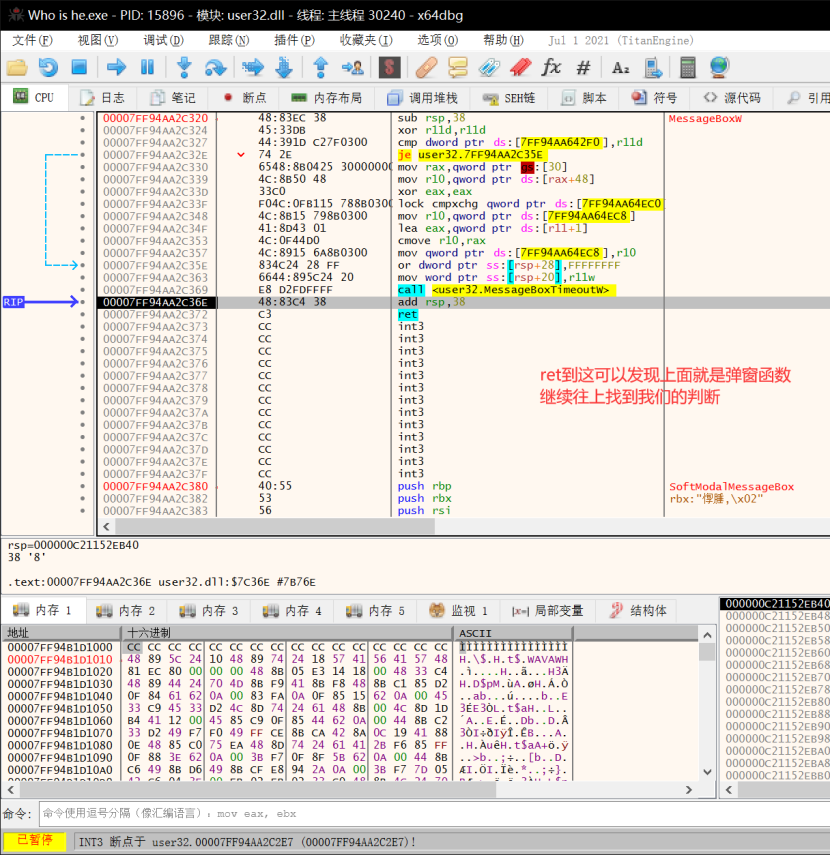 Who is he.exe - PID: 15896 - 模块: user32.dll - 线程: 主线程 30240 - x64dbg
文件(F) 视图(V) 调试(D) 跟踪(N) 插件(P) 收藏夹(I) 选项(O) 帮助(H) Jul 1 2021 (TitanEngine)
CPU 日志 笔记 断点 内存布局 调用堆栈 SEH链 脚本 符号 源代码 引用
00007FF94AA2C320 48:83EC 38 sub rsp,38 MessageBoxW
00007FF94AA2C324 45:33DB xor r11d,r11d
00007FF94AA2C327 44:391D C27F0300 cmp dword ptr ds:[7FF94AA642F0],r11d
00007FF94AA2C32E 74 2E je user32.7FF94AA2C35E
00007FF94AA2C330 6548:8B0425 30000000 mov rax,qword ptr gs:[30]
00007FF94AA2C339 4C:8B50 48 mov r10,qword ptr ds:[rax+48]
00007FF94AA2C33D 33C0 xor eax,eax
00007FF94AA2C33F F04C:0FB115 788B0300 lock cmpxchg qword ptr ds:[7FF94AA64EC0]
00007FF94AA2C348 4C:8B15 798B0300 mov r10,qword ptr ds:[7FF94AA64EC8]
00007FF94AA2C34F 41:8D43 01 lea eax,qword ptr ds:[r11+1]
00007FF94AA2C353 4C:0F44D0 cmove r10,rax
00007FF94AA2C357 4C:8915 6A8B0300 mov qword ptr ds:[7FF94AA64EC8],r10
00007FF94AA2C35E 834C24 28 FF or dword ptr ss:[rsp+28],FFFFFFFF
00007FF94AA2C363 6644:895C24 20 mov word ptr ss:[rsp+20],r11w
00007FF94AA2C369 E8 D2FDFFFF call <user32.MessageBoxTimeoutW>
RIP 00007FF94AA2C36E 48:83C4 38 add rsp,38
00007FF94AA2C372 C3 ret
00007FF94AA2C373 CC int3
00007FF94AA2C374 CC int3
00007FF94AA2C375 CC int3
00007FF94AA2C376 CC int3
00007FF94AA2C377 CC int3
00007FF94AA2C378 CC int3
00007FF94AA2C379 CC int3
00007FF94AA2C37A CC int3
00007FF94AA2C37B CC int3
00007FF94AA2C37C CC int3
00007FF94AA2C37D CC int3
00007FF94AA2C37E CC int3
00007FF94AA2C37F CC int3
00007FF94AA2C380 40:55 push rbp SoftModalMessageBox
00007FF94AA2C382 53 push rbx
00007FF94AA2C383 56 push rsi
ret到这可以发现上面就是弹窗函数
继续往上找到我们的判断
rsp=000000C21152EB40
38 '8'
.text:00007FF94AA2C36E user32.dll:$7C36E #7B76E
内存 1 内存 2 内存 3 内存 4 内存 5 监视 1 局部变量 结构体
地址 十六进制 ASCII
00007FF94B1D1000 CC CC CC CC CC CC CC CC CC CC CC CC CC CC CC CC
00007FF94B1D1010 48 89 5C 24 10 48 89 74 24 18 57 41 56 41 57 48 H.\$.H.t$.WAVAWH
00007FF94B1D1020 81 EC 80 00 00 00 48 8B 05 E3 14 18 00 48 33 C4
00007FF94B1D1030 48 89 44 24 70 4D 8B F9 41 8B F8 48 8B C1 85 D2
00007FF94B1D1040 0F 84 61 62 0A 00 83 FA 0A 0F 85 15 62 0A 00 45
00007FF94B1D1050 33 C9 45 33 D2 4C 8D 74 24 61 48 8B 00 4C 8D 1D
00007FF94B1D1060 B4 41 12 00 45 85 C9 0F 85 44 62 0A 00 44 8B C2
00007FF94B1D1070 33 D2 49 F7 F0 49 FF CE 8B CA 42 8A 0C 19 41 88
00007FF94B1D1080 0E 48 85 C0 75 EA 48 8D 74 24 61 41 2B F6 85 FF
00007FF94B1D1090 0F 88 3E 62 0A 00 3B F7 0F 8F 5B 62 0A 00 44 8B
00007FF94B1D10A0 C6 49 8B D6 49 8B CF E8 94 2A 0A 00 3B F7 7D 05
000000C21152EB40
000000C21152EB48
000000C21152EB50
000000C21152EB58
000000C21152EB60
000000C21152EB68
000000C21152EB70
000000C21152EB78
000000C21152EB80
000000C21152EB88
000000C21152EB90
000000C21152EB98
000000C21152EBA0
000000C21152EBA8
000000C21152EBB0
命令: 命令使用逗号分隔（像汇编语言）: mov eax, ebx
已暂停 INT3 断点于 user32.00007FF94AA2C2E7 (00007FF94AA2C2E7)!